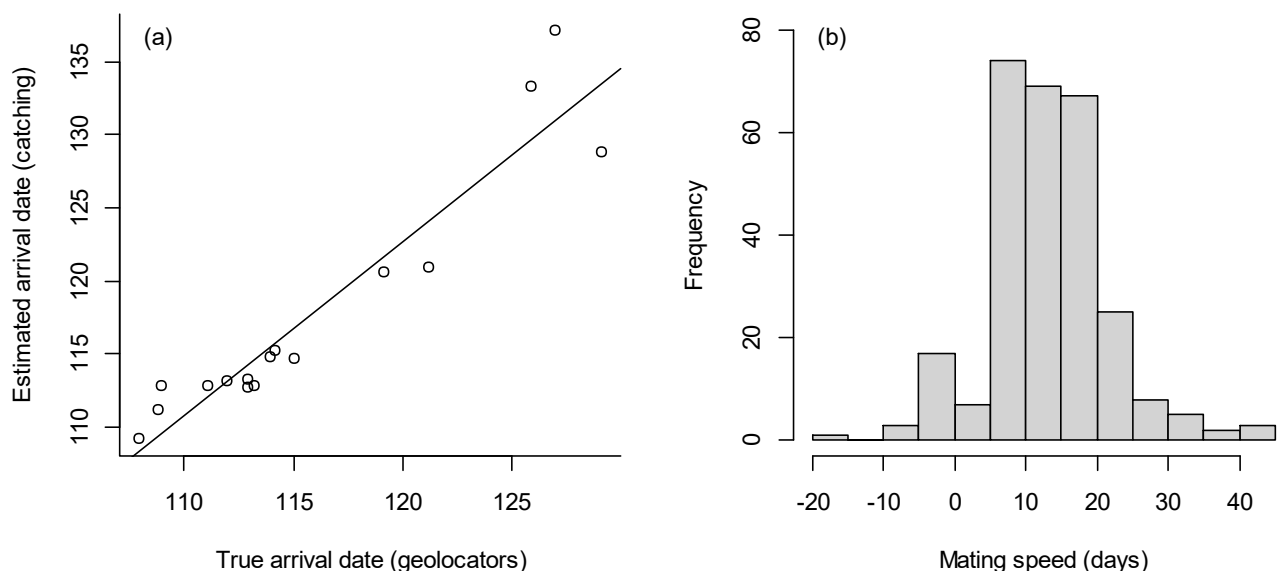 (a)
Estimated arrival date (catching)
135
130
125
120
115
110
110 115 120 125
True arrival date (geolocators)
(b)
Frequency
80
60
40
20
0
-20 -10 0 10 20 30 40
Mating speed (days)